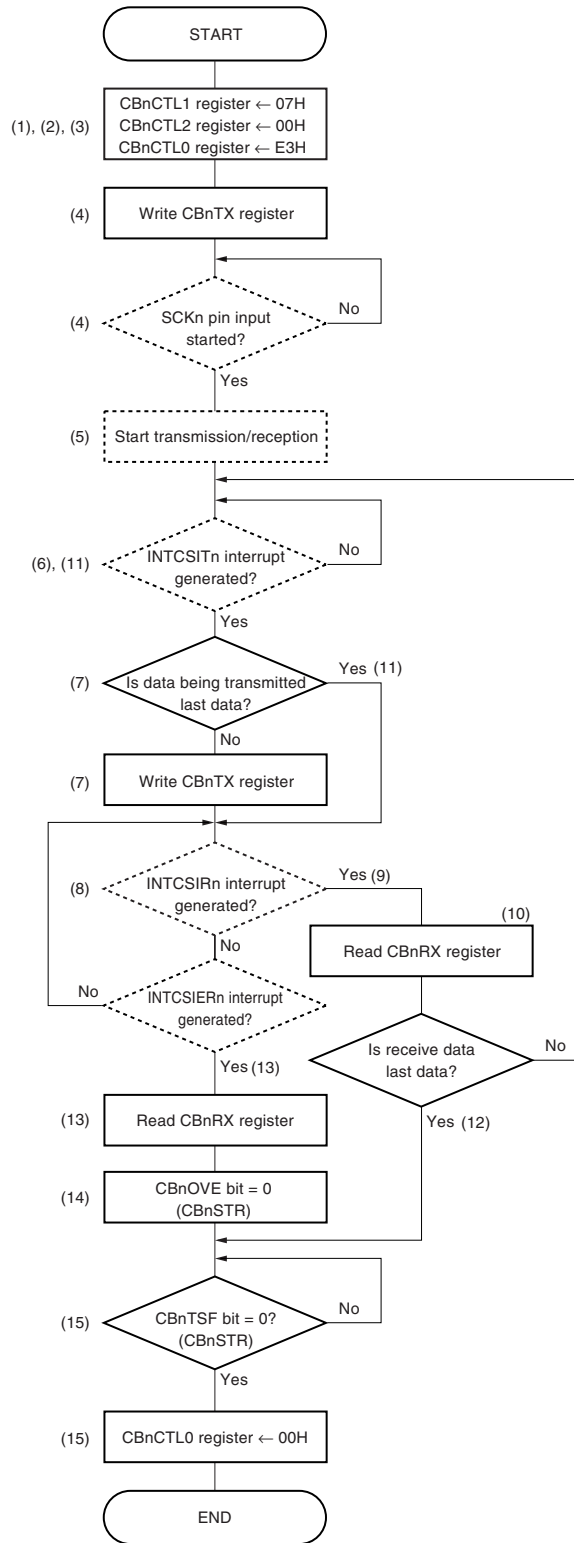 START
(1), (2), (3)
CBnCTL1 register ← 07H
CBnCTL2 register ← 00H
CBnCTL0 register ← E3H
(4)
Write CBnTX register
(4)
SCKn pin input
started?
No
Yes
(5)
Start transmission/reception
(6), (11)
INTCSITn interrupt
generated?
No
Yes
(7)
Is data being transmitted
last data?
Yes (11)
No
(7)
Write CBnTX register
(8)
INTCSIRn interrupt
generated?
Yes (9)
No
(10)
Read CBnRX register
No
INTCSIERn interrupt
generated?
Yes (13)
Is receive data
last data?
No
Yes (12)
(13)
Read CBnRX register
(14)
CBnOVE bit = 0
(CBnSTR)
(15)
CBnTSF bit = 0?
(CBnSTR)
No
Yes
(15)
CBnCTL0 register ← 00H
END